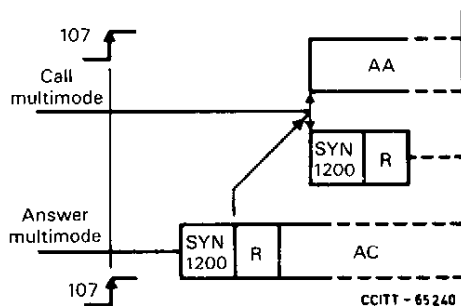 107
AA
Call
multimode
SYN
1200
R
Answer
multimode
SYN
1200
R
AC
107
CCITT - 65240